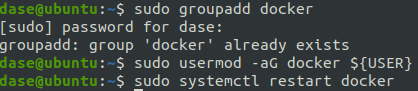 dase@ubuntu:~$ sudo groupadd docker
[sudo] password for dase:
groupadd: group 'docker' already exists
dase@ubuntu:~$ sudo usermod -aG docker ${USER}
dase@ubuntu:~$ sudo systemctl restart docker